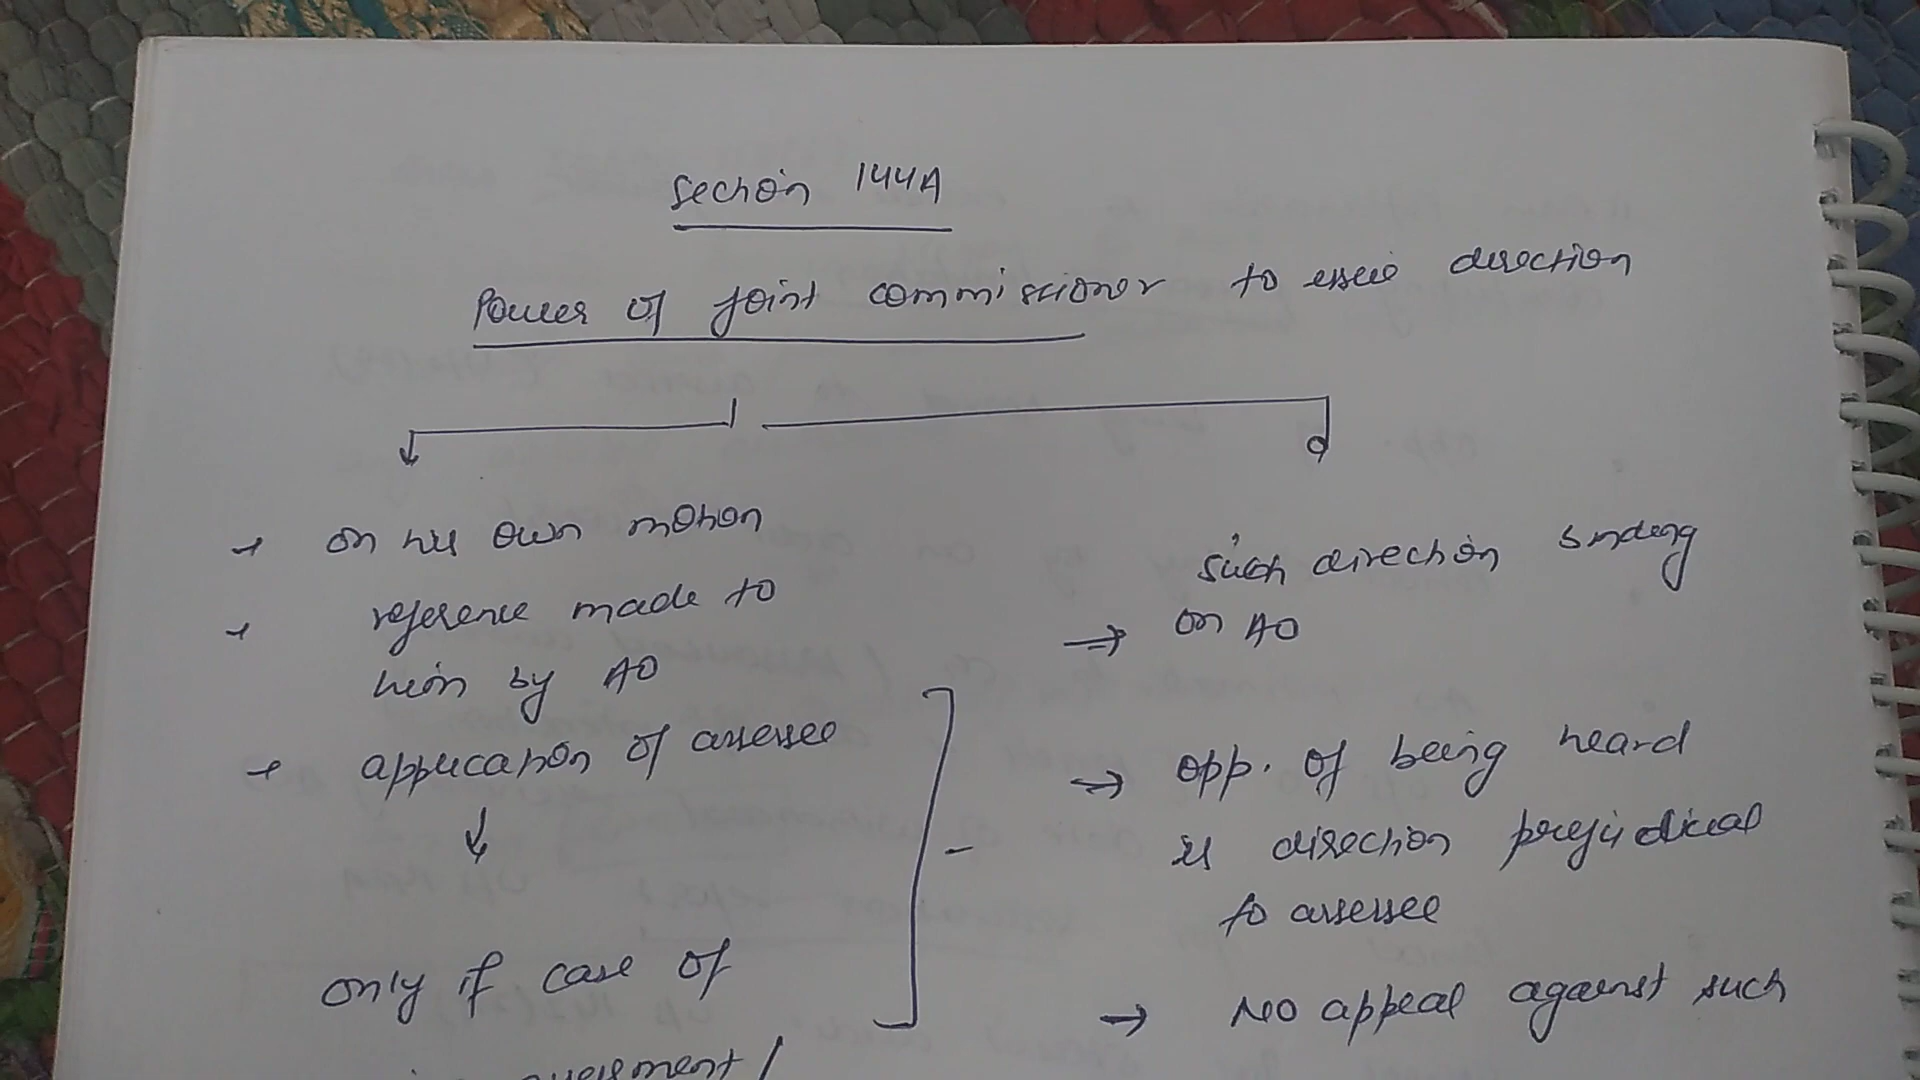 Section 144A
Power of Joint commissioner to issue direction
on his own motion
reference made to
him by AO
application of assessee
only if case of
assessment /
such direction binding
on AO
opp. of being heard
is direction prejudicial
to assessee
No appeal against such